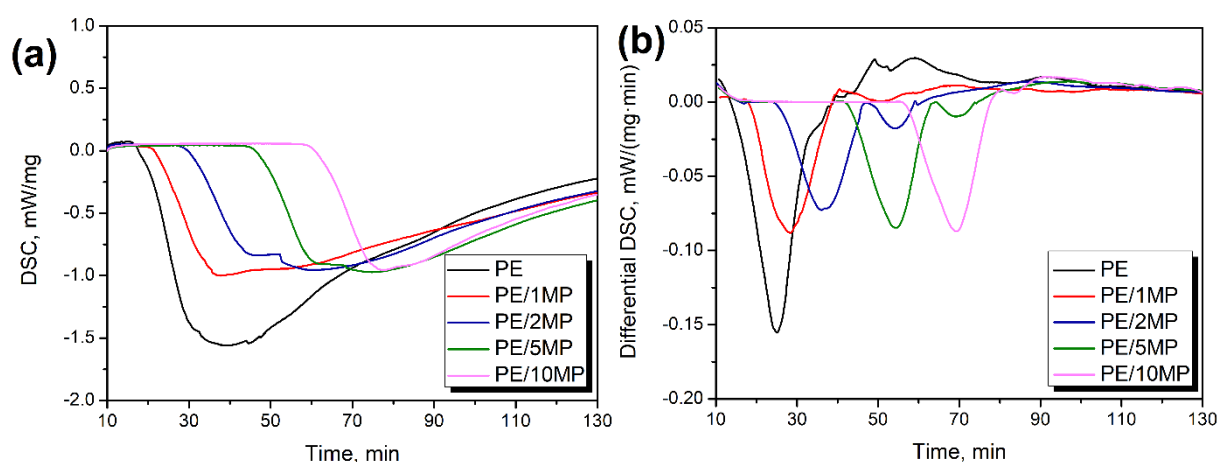 (a)
DSC, mW/mg
1.0
0.5
0.0
-0.5
-1.0
-1.5
-2.0
10 30 50 70 90 110 130
Time, min
PE
PE/1MP
PE/2MP
PE/5MP
PE/10MP
(b)
Differential DSC, mW/(mg·min)
0.05
0.00
-0.05
-0.10
-0.15
-0.20
10 30 50 70 90 110 130
Time, min
PE
PE/1MP
PE/2MP
PE/5MP
PE/10MP